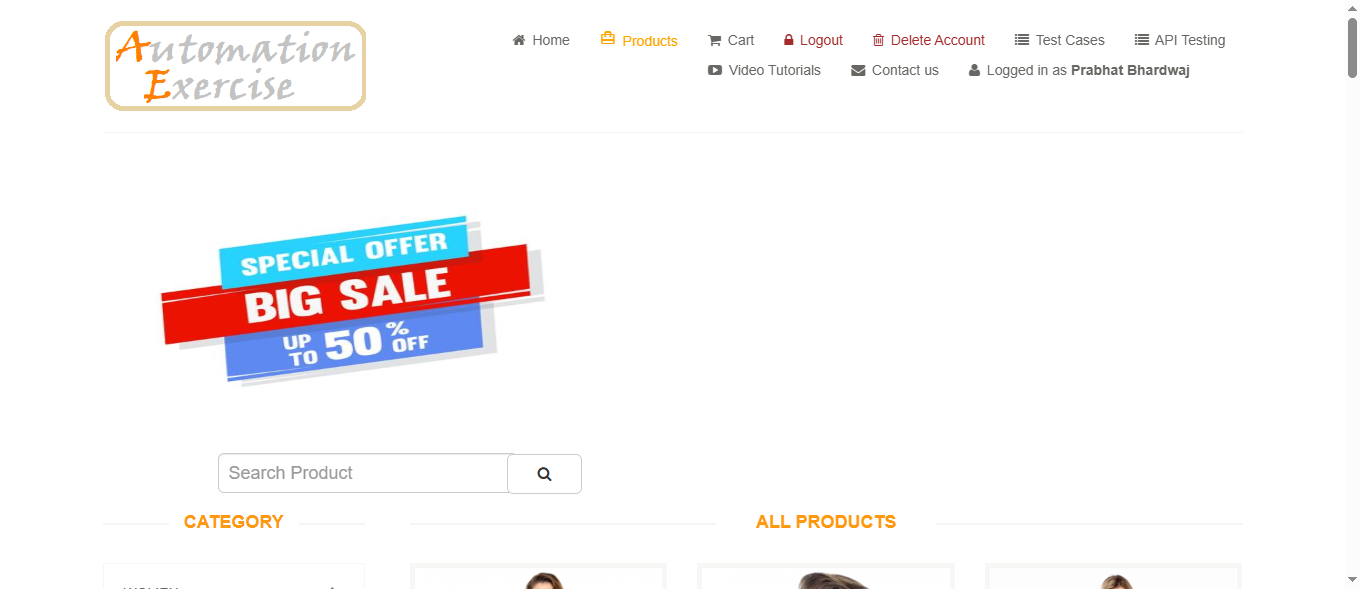 Automation
Exercise
Home Products Cart Logout Delete Account Test Cases API Testing
Video Tutorials Contact us Logged in as Prabhat Bhardwaj
SPECIAL OFFER
BIG SALE
UP TO 50% OFF
Search Product
CATEGORY
ALL PRODUCTS